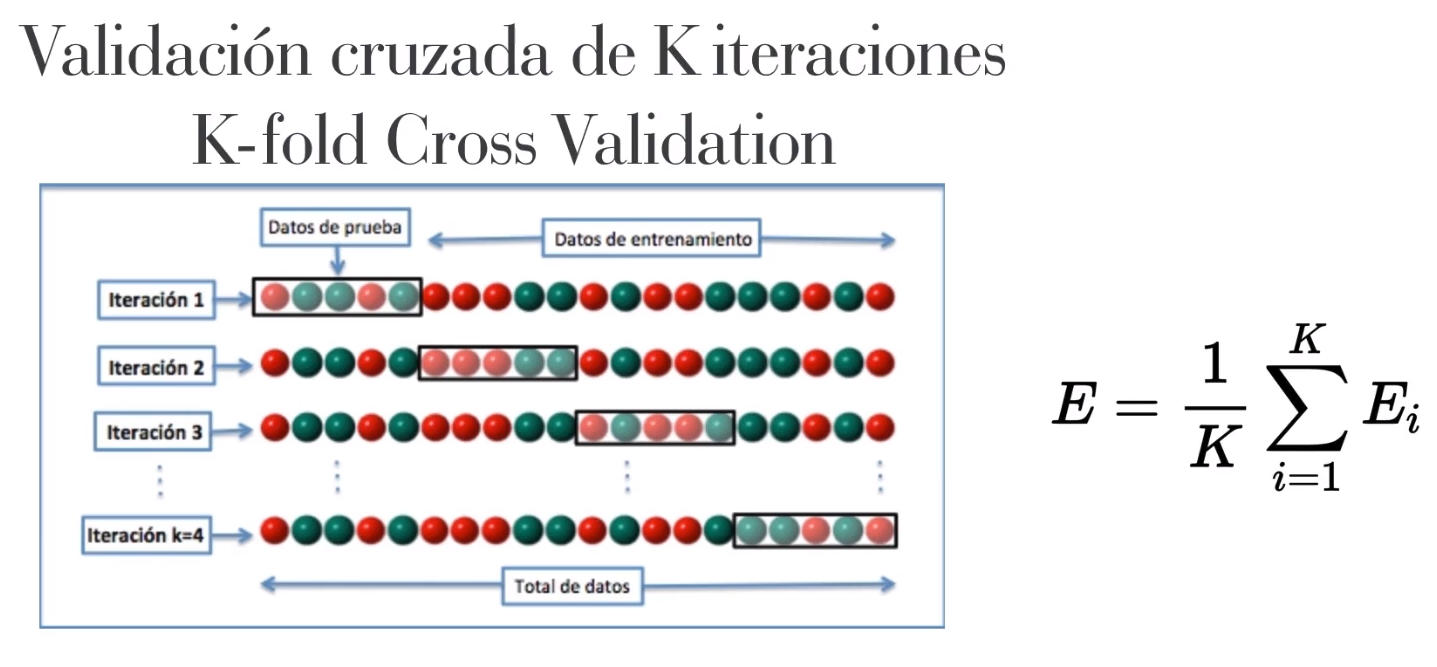 Validación cruzada de K iteraciones
K-fold Cross Validation
Datos de prueba
Datos de entrenamiento
Iteración 1
Iteración 2
Iteración 3
Iteración k=4
Total de datos
E = \frac{1}{K} \sum_{i=1}^{K} E_i